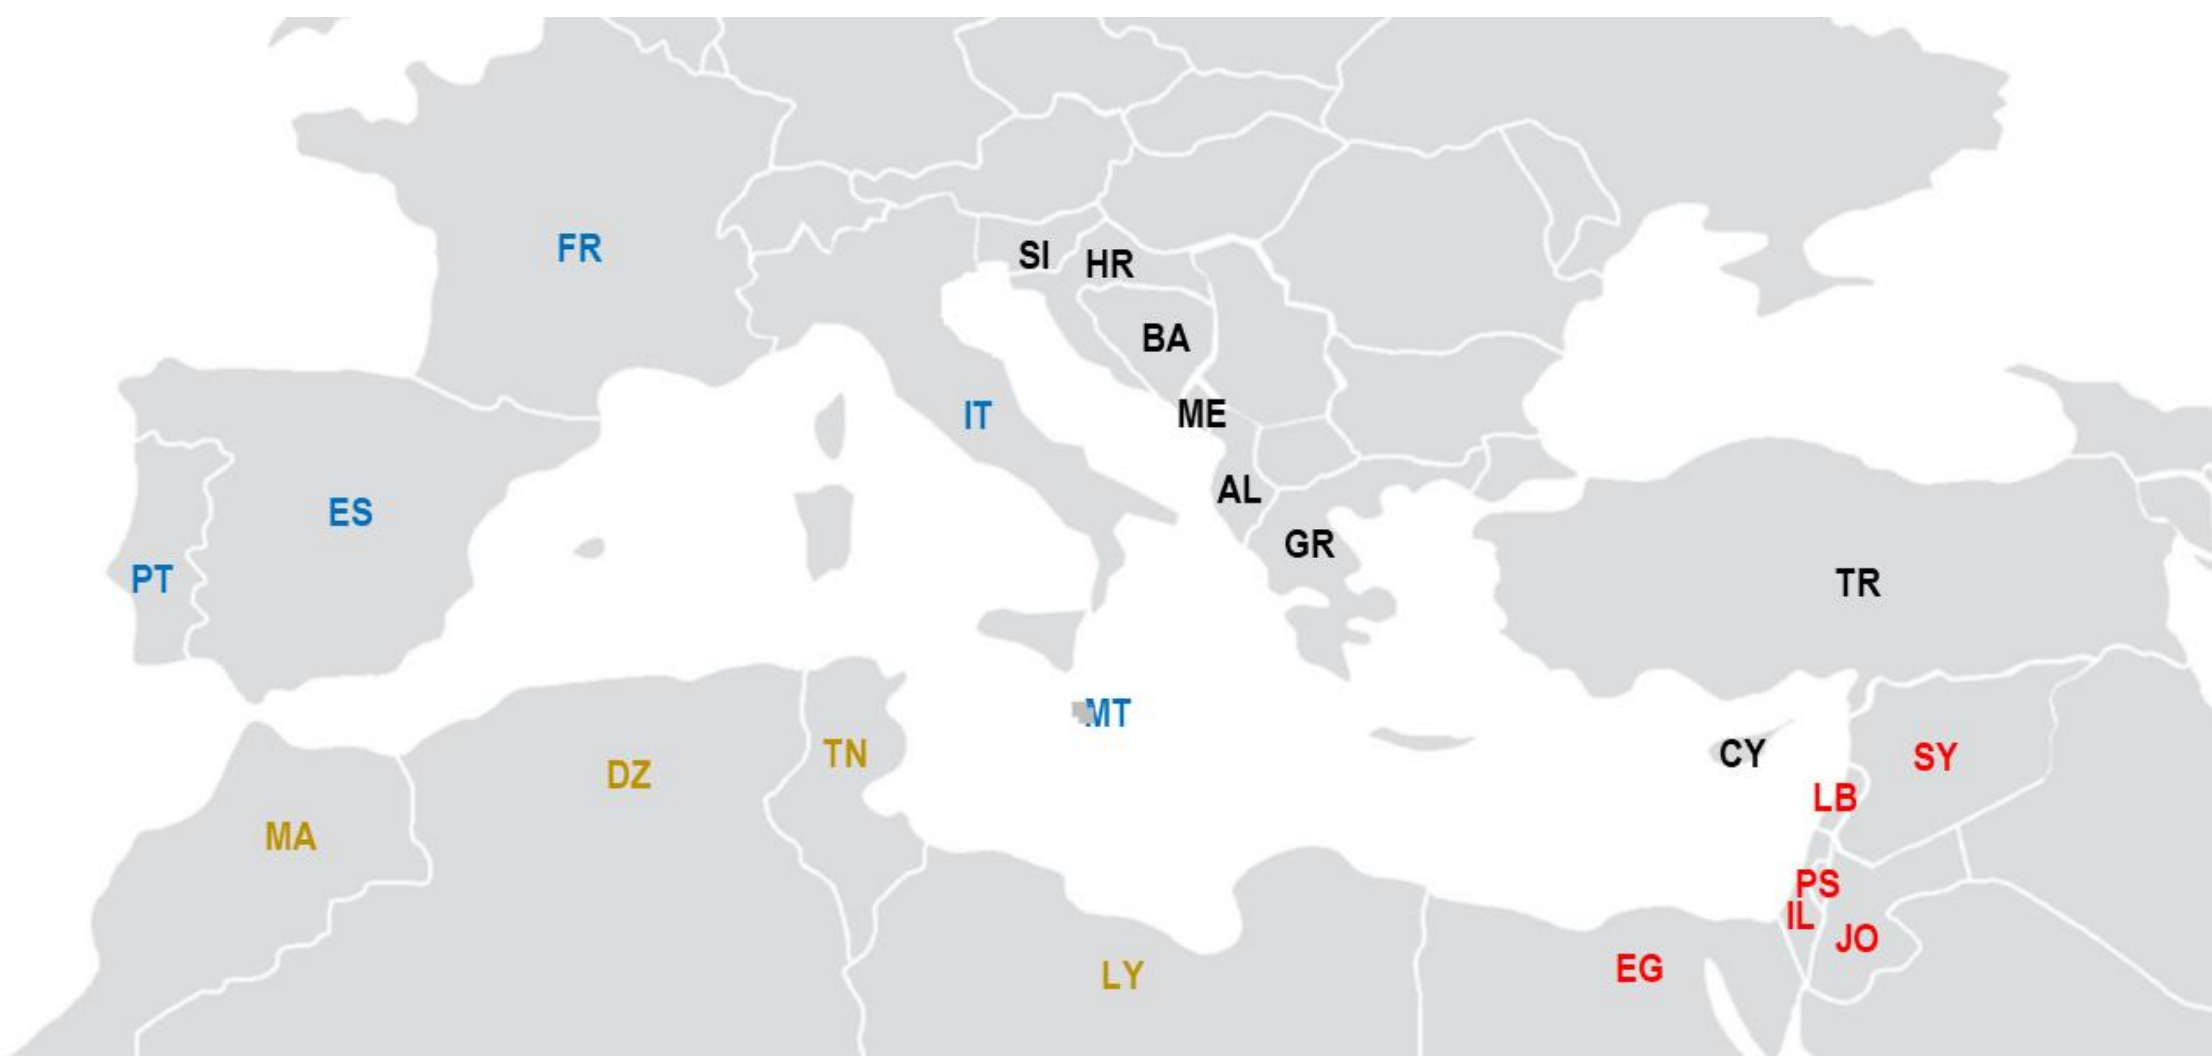 FR
SI
HR
BA
IT
ME
AL
ES
GR
PT
TR
MT
TN
CY
SY
DZ
LB
MA
PS
IL
JO
LY
EG